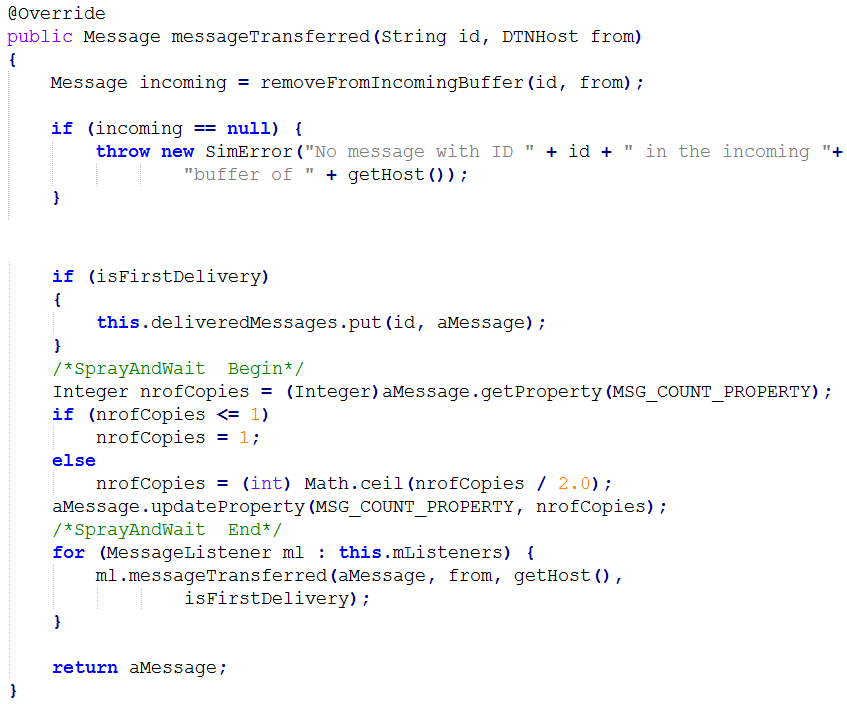 @Override
public Message messageTransferred(String id, DTNHost from)
{
    Message incoming = removeFromIncomingBuffer(id, from);

    if (incoming == null) {
        throw new SimError("No message with ID " + id + " in the incoming "+
                "buffer of " + getHost());
    }

    if (isFirstDelivery)
    {
        this.deliveredMessages.put(id, aMessage);
    }
    /*SprayAndWait  Begin*/
    Integer nrofCopies = (Integer)aMessage.getProperty(MSG_COUNT_PROPERTY);
    if (nrofCopies <= 1)
        nrofCopies = 1;
    else
        nrofCopies = (int) Math.ceil(nrofCopies / 2.0);
    aMessage.updateProperty(MSG_COUNT_PROPERTY, nrofCopies);
    /*SprayAndWait  End*/
    for (MessageListener ml : this.mListeners) {
        ml.messageTransferred(aMessage, from, getHost(),
                isFirstDelivery);
    }

    return aMessage;
}